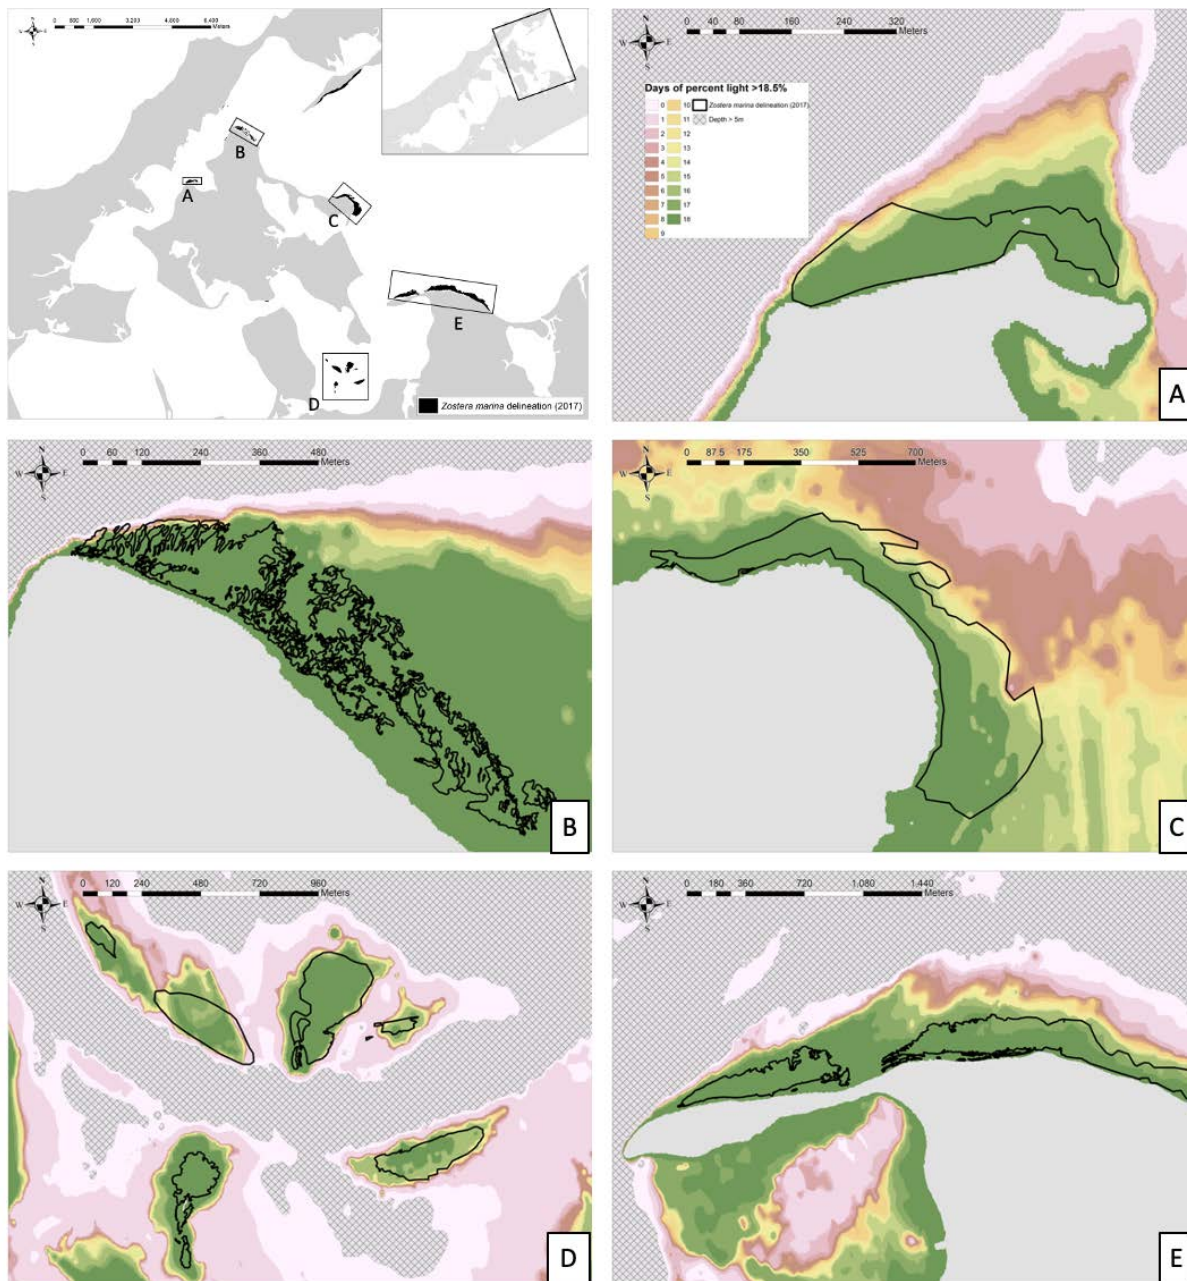 0 800 1,600 3,200 4,800 6,400
Meters
N
W E
S
A
B
C
D
E
Zostera marina delineation (2017)
N
W E
S
0 20 40 80 160 240 320
Meters
Days of percent light >18.5%
0 10 Zostera marina delineation (2017)
1 11 Depth > 5m
2 12
3 13
4 14
5 15
6 16
7 17
8 18
9
A
N
W E
S
0 60 120 240 360 480
Meters
B
N
W E
S
0 87.5 175 350 525 700
Meters
C
N
W E
S
0 120 240 480 720 960
Meters
D
N
W E
S
0 180 360 720 1,080 1,440
Meters
E